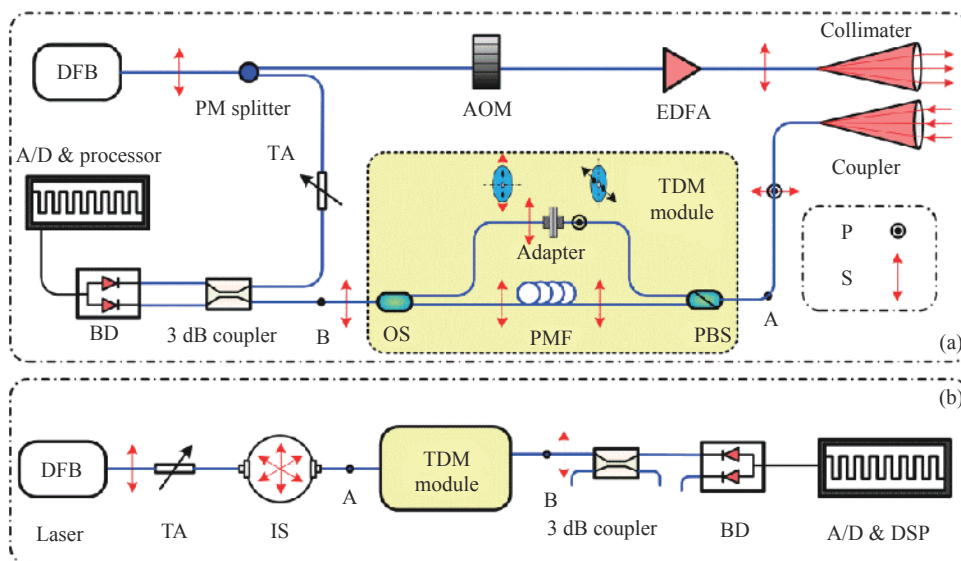 Collimater
DFB
PM splitter
AOM
EDFA
A/D & processor
TA
Coupler
TDM
module
Adapter
P
S
BD
3 dB coupler
B
OS
PMF
PBS
A
(a)
(b)
DFB
TDM
module
A
B
Laser
TA
IS
3 dB coupler
BD
A/D & DSP